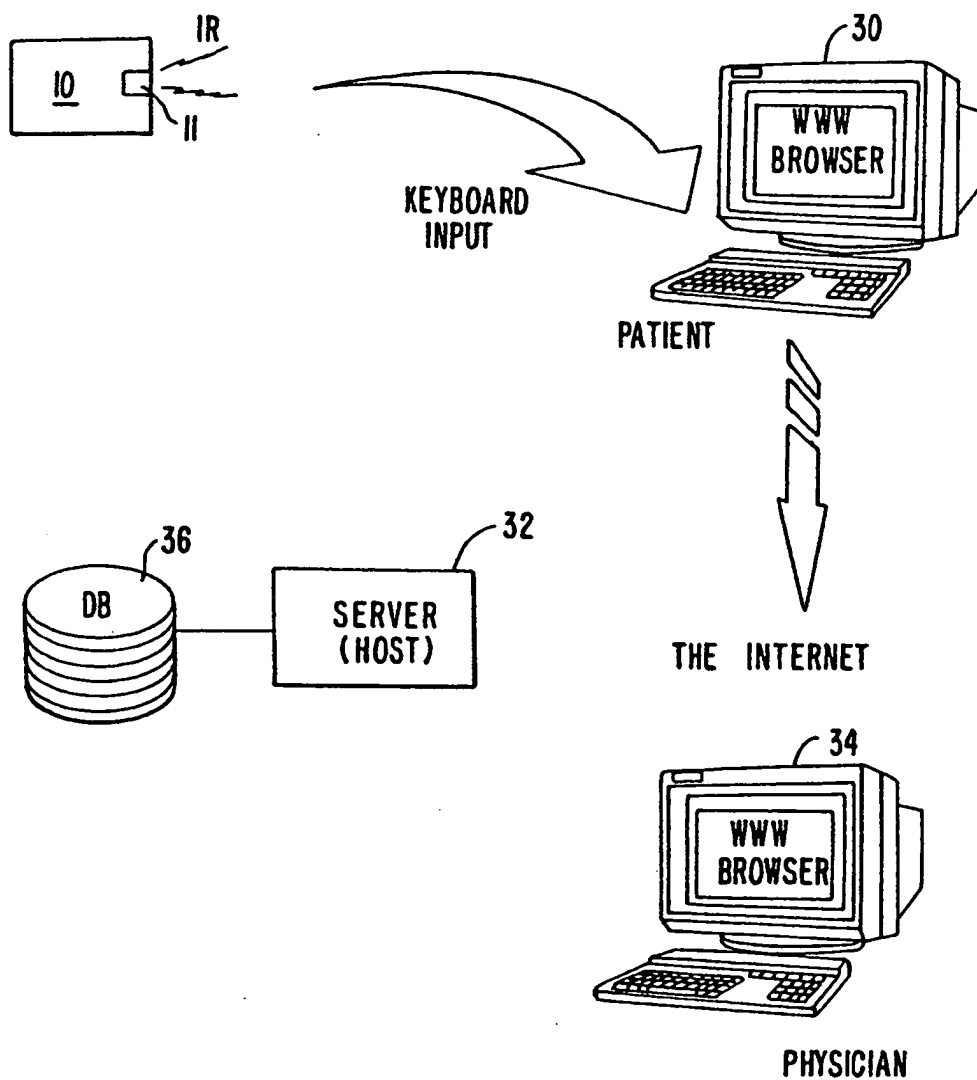 IR
10
11
30
WWW
BROWSER
KEYBOARD
INPUT
PATIENT
36
32
DB
SERVER
(HOST)
THE INTERNET
34
WWW
BROWSER
PHYSICIAN